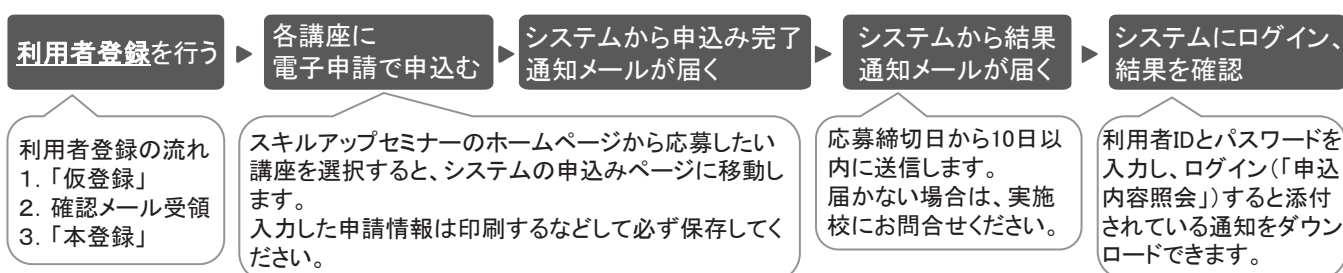 利用者登録を行う
各講座に
電子申請で申込む
システムから申込み完了
通知メールが届く
システムから結果
通知メールが届く
システムにログイン、
結果を確認
利用者登録の流れ
1．「仮登録」
2．確認メール受領
3．「本登録」
スキルアップセミナーのホームページから応募したい
講座を選択すると、システムの申込みページに移動し
ます。
入力した申請情報は印刷するなどして必ず保存してく
ださい。
応募締切日から10日以
内に送信します。
届かない場合は、実施
校にお問合せください。
利用者IDとパスワードを
入力し、ログイン（「申込
内容照会」）すると添付
されている通知をダウン
ロードできます。